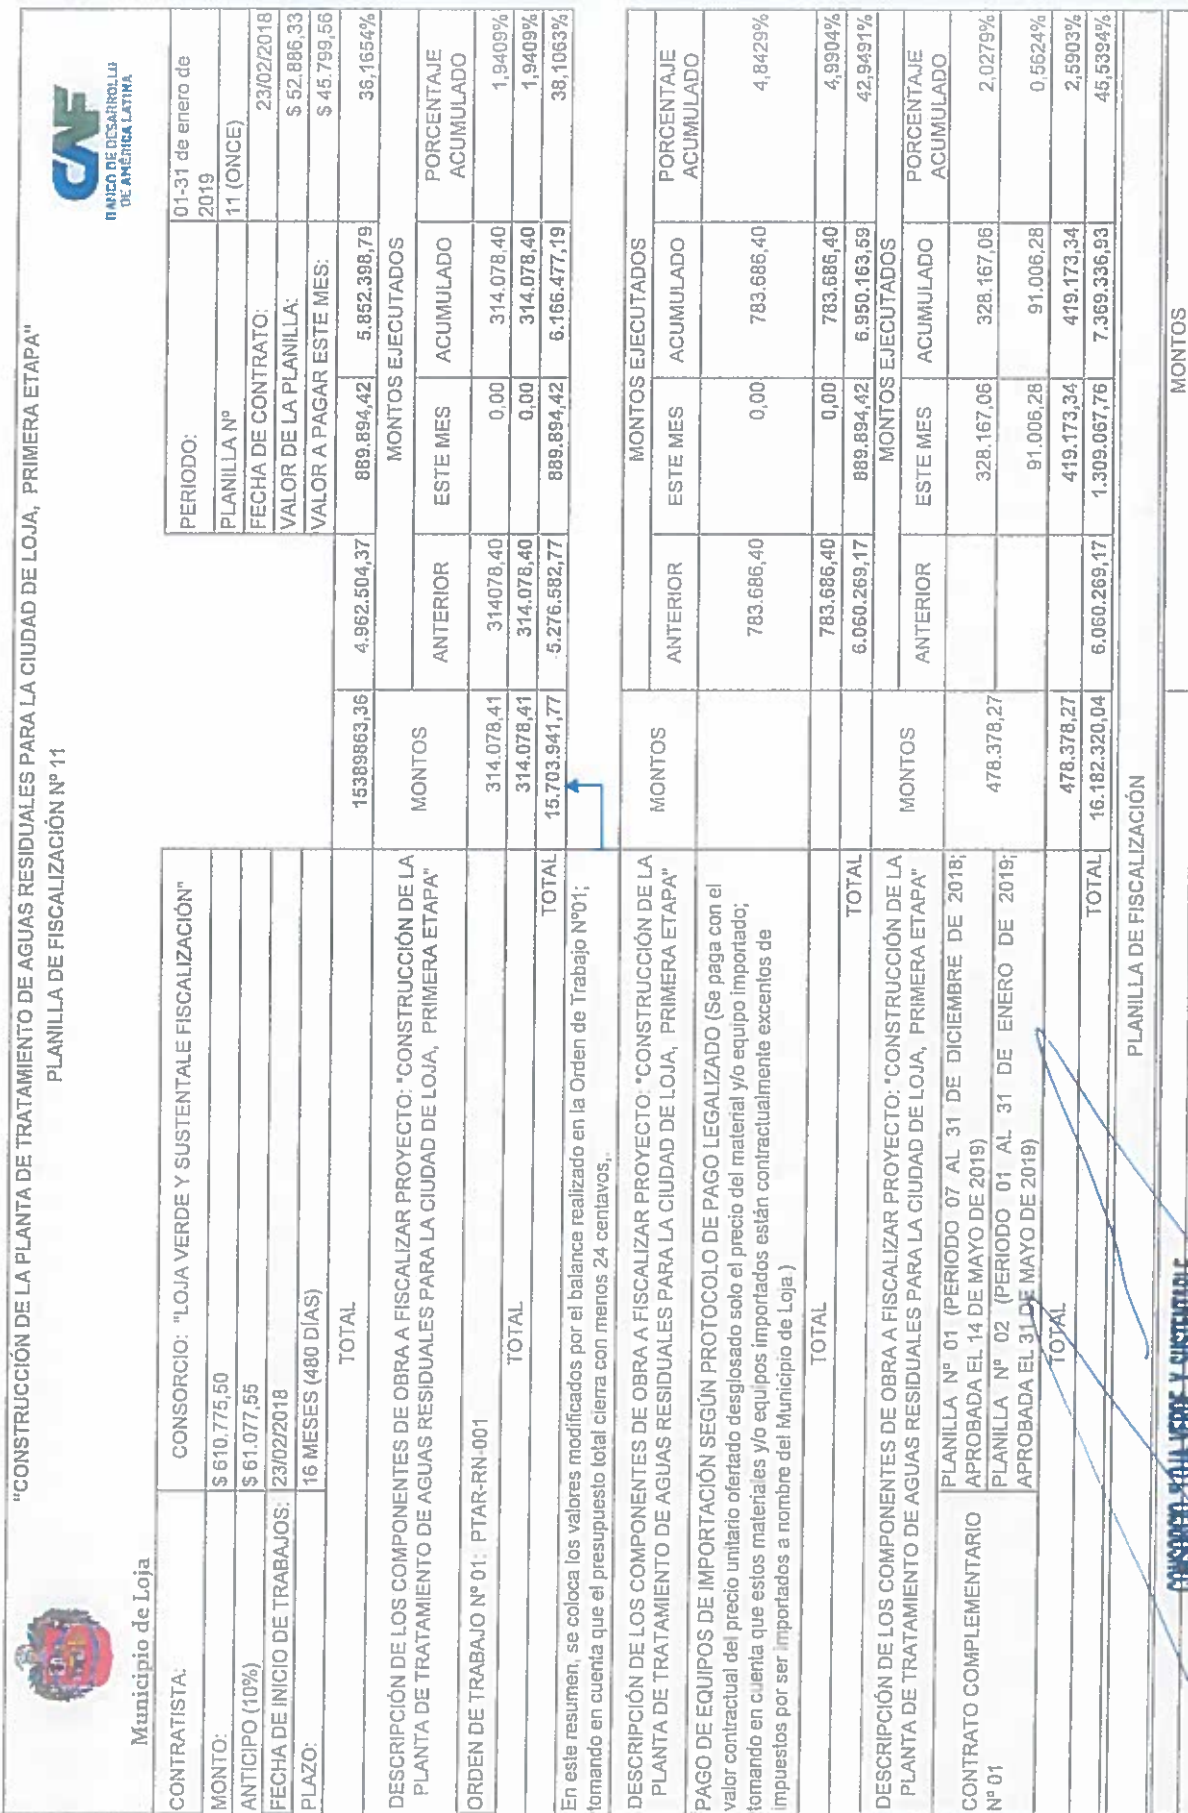 "CONSTRUCCIÓN DE LA PLANTA DE TRATAMIENTO DE AGUAS RESIDUALES PARA LA CIUDAD DE LOJA, PRIMERA ETAPA"
PLANILLA DE FISCALIZACIÓN Nº 11
Municipio de Loja
CAF
BANCO DE DESARROLLO
DE AMÉRICA LATINA
CONTRATISTA: CONSORCIO: "LOJA VERDE Y SUSTENTALE FISCALIZACIÓN"
MONTO: $ 610.775,50
ANTICIPO (10%) $ 61.077,55
FECHA DE INICIO DE TRABAJOS: 23/02/2018
PLAZO: 16 MESES (480 DÍAS)
PERIODO: 01-31 de enero de
2019
PLANILLA Nº 11 (ONCE)
FECHA DE CONTRATO: 23/02/2018
VALOR DE LA PLANILLA: $ 52.886,33
VALOR A PAGAR ESTE MES: $ 45.799,56
TOTAL 15389863,36 4.962.504,37 889.894,42 5.852.398,79 36,1654%
DESCRIPCIÓN DE LOS COMPONENTES DE OBRA A FISCALIZAR PROYECTO: "CONSTRUCCIÓN DE LA
PLANTA DE TRATAMIENTO DE AGUAS RESIDUALES PARA LA CIUDAD DE LOJA, PRIMERA ETAPA"
MONTOS
MONTOS EJECUTADOS
ANTERIOR ESTE MES ACUMULADO PORCENTAJE
ACUMULADO
ORDEN DE TRABAJO Nº 01: PTAR-RN-001 314.078,41 314078,40 0,00 314.078,40 1,9409%
TOTAL 314.078,41 314.078,40 0,00 314.078,40 1,9409%
TOTAL 15.703.941,77 5.276.582,77 889.894,42 6.166.477,19 38,1063%
En este resumen, se coloca los valores modificados por el balance realizado en la Orden de Trabajo Nº01;
tomando en cuenta que el presupuesto total cierra con menos 24 centavos,
DESCRIPCIÓN DE LOS COMPONENTES DE OBRA A FISCALIZAR PROYECTO: "CONSTRUCCIÓN DE LA
PLANTA DE TRATAMIENTO DE AGUAS RESIDUALES PARA LA CIUDAD DE LOJA, PRIMERA ETAPA"
MONTOS
MONTOS EJECUTADOS
ANTERIOR ESTE MES ACUMULADO PORCENTAJE
ACUMULADO
PAGO DE EQUIPOS DE IMPORTACIÓN SEGÚN PROTOCOLO DE PAGO LEGALIZADO (Se paga con el
valor contractual del precio unitario ofertado desglosado solo el precio del material y/o equipo importado;
tomando en cuenta que estos materiales y/o equipos importados están contractualmente excentos de
impuestos por ser importados a nombre del Municipio de Loja.)
783.686,40 0,00 783.686,40 4,8429%
TOTAL 783.686,40 0,00 783.686,40 4,9904%
TOTAL 6.060.269,17 889.894,42 6.950.163,59 42,9491%
DESCRIPCIÓN DE LOS COMPONENTES DE OBRA A FISCALIZAR PROYECTO: "CONSTRUCCIÓN DE LA
PLANTA DE TRATAMIENTO DE AGUAS RESIDUALES PARA LA CIUDAD DE LOJA, PRIMERA ETAPA"
MONTOS
MONTOS EJECUTADOS
ANTERIOR ESTE MES ACUMULADO PORCENTAJE
ACUMULADO
CONTRATO COMPLEMENTARIO
Nº 01
PLANILLA Nº 01 (PERIODO 07 AL 31 DE DICIEMBRE DE 2018;
APROBADA EL 14 DE MAYO DE 2019)
478.378,27 328.167,06 328.167,06 2,0279%
PLANILLA Nº 02 (PERIODO 01 AL 31 DE ENERO DE 2019;
APROBADA EL 31 DE MAYO DE 2019)
91.006,28 91.006,28 0,5624%
TOTAL 478.378,27 419.173,34 419.173,34 2,5903%
TOTAL 16.182.320,04 6.060.269,17 1.309.067,76 7.369.336,93 45,5394%
PLANILLA DE FISCALIZACIÓN
MONTOS
VERDE Y SUSTENTABLE